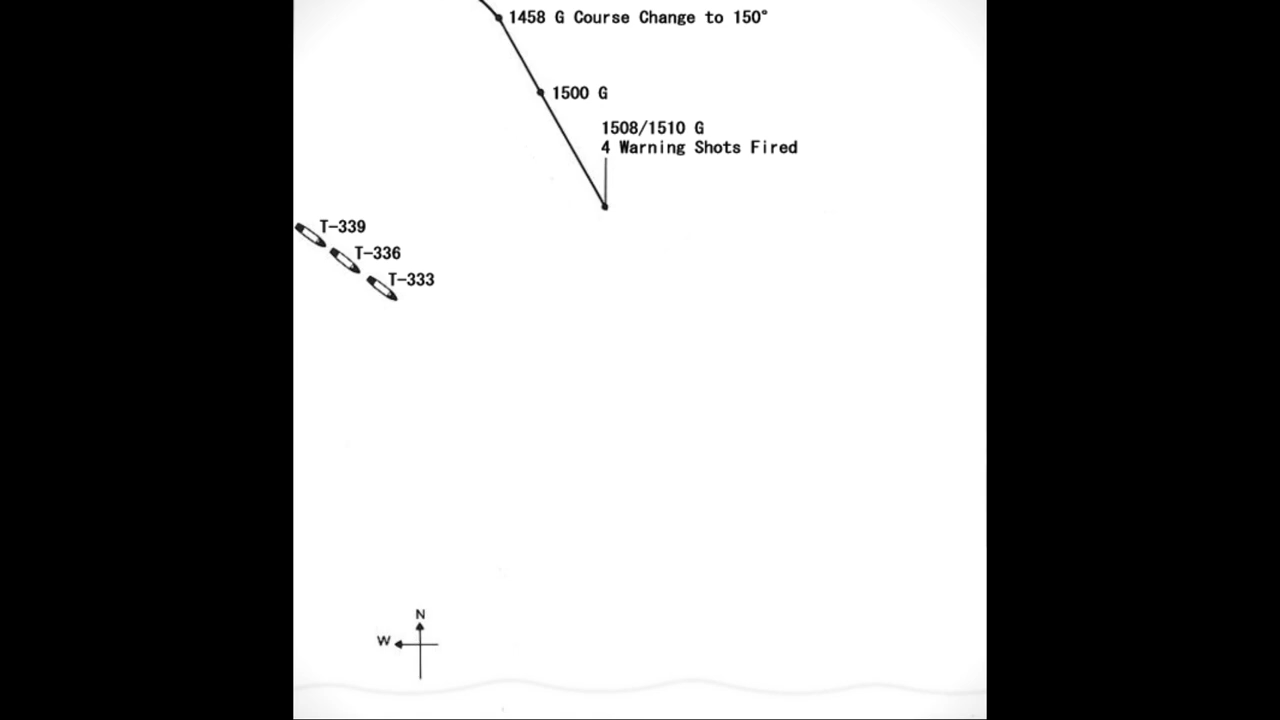 1458 G Course Change to 150°
1500 G
1508/1510 G
4 Warning Shots Fired
T-339
T-336
T-333
N
W